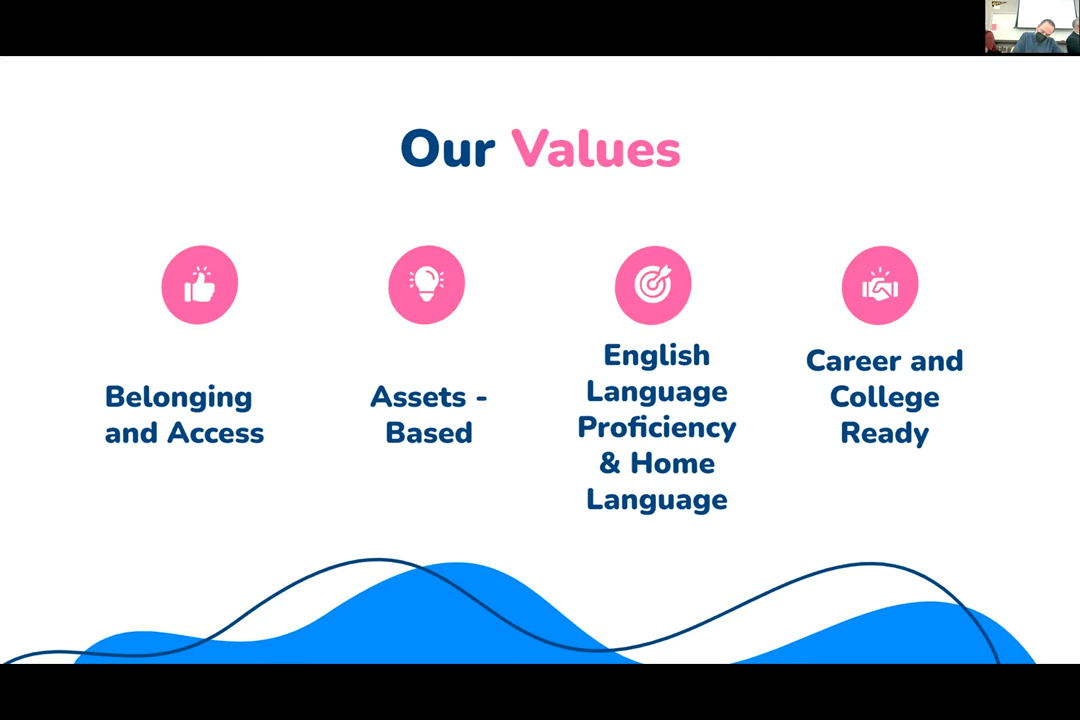 Our Values
Belonging
and Access
Assets -
Based
English
Language
Proficiency
& Home
Language
Career and
College
Ready